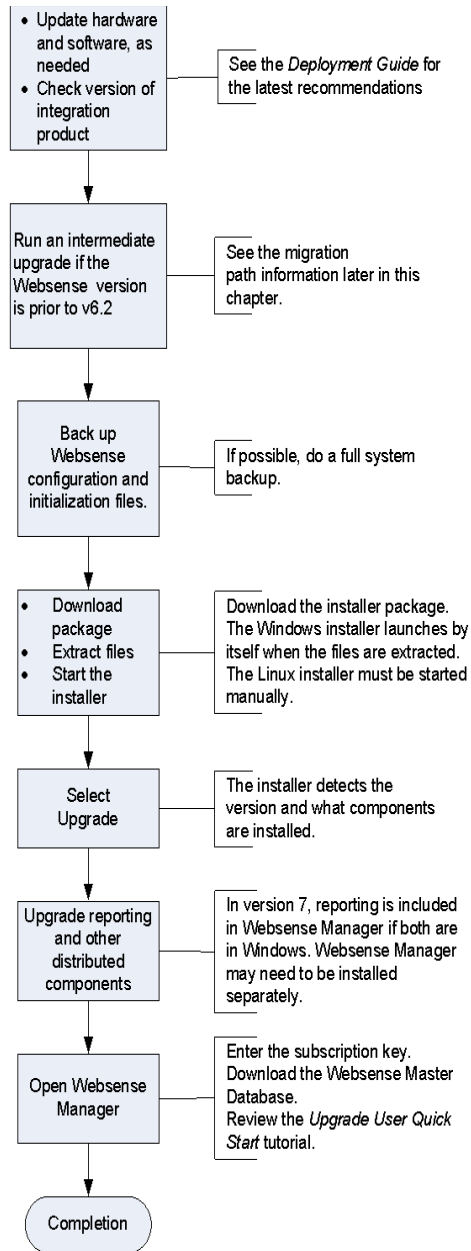 • Update hardware
and software, as
needed
• Check version of
integration
product
See the Deployment Guide for
the latest recommendations
Run an intermediate
upgrade if the
Websense version
is prior to v6.2
See the migration
path information later in this
chapter.
Back up
Websense
configuration and
initialization files.
If possible, do a full system
backup.
• Download
package
• Extract files
• Start the
installer
Download the installer package.
The Windows installer launches by
itself when the files are extracted.
The Linux installer must be started
manually.
Select
Upgrade
The installer detects the
version and what components
are installed.
Upgrade reporting
and other
distributed
components
In version 7, reporting is included
in Websense Manager if both are
in Windows. Websense Manager
may need to be installed
separately.
Open Websense
Manager
Enter the subscription key.
Download the Websense Master
Database.
Review the Upgrade User Quick
Start tutorial.
Completion